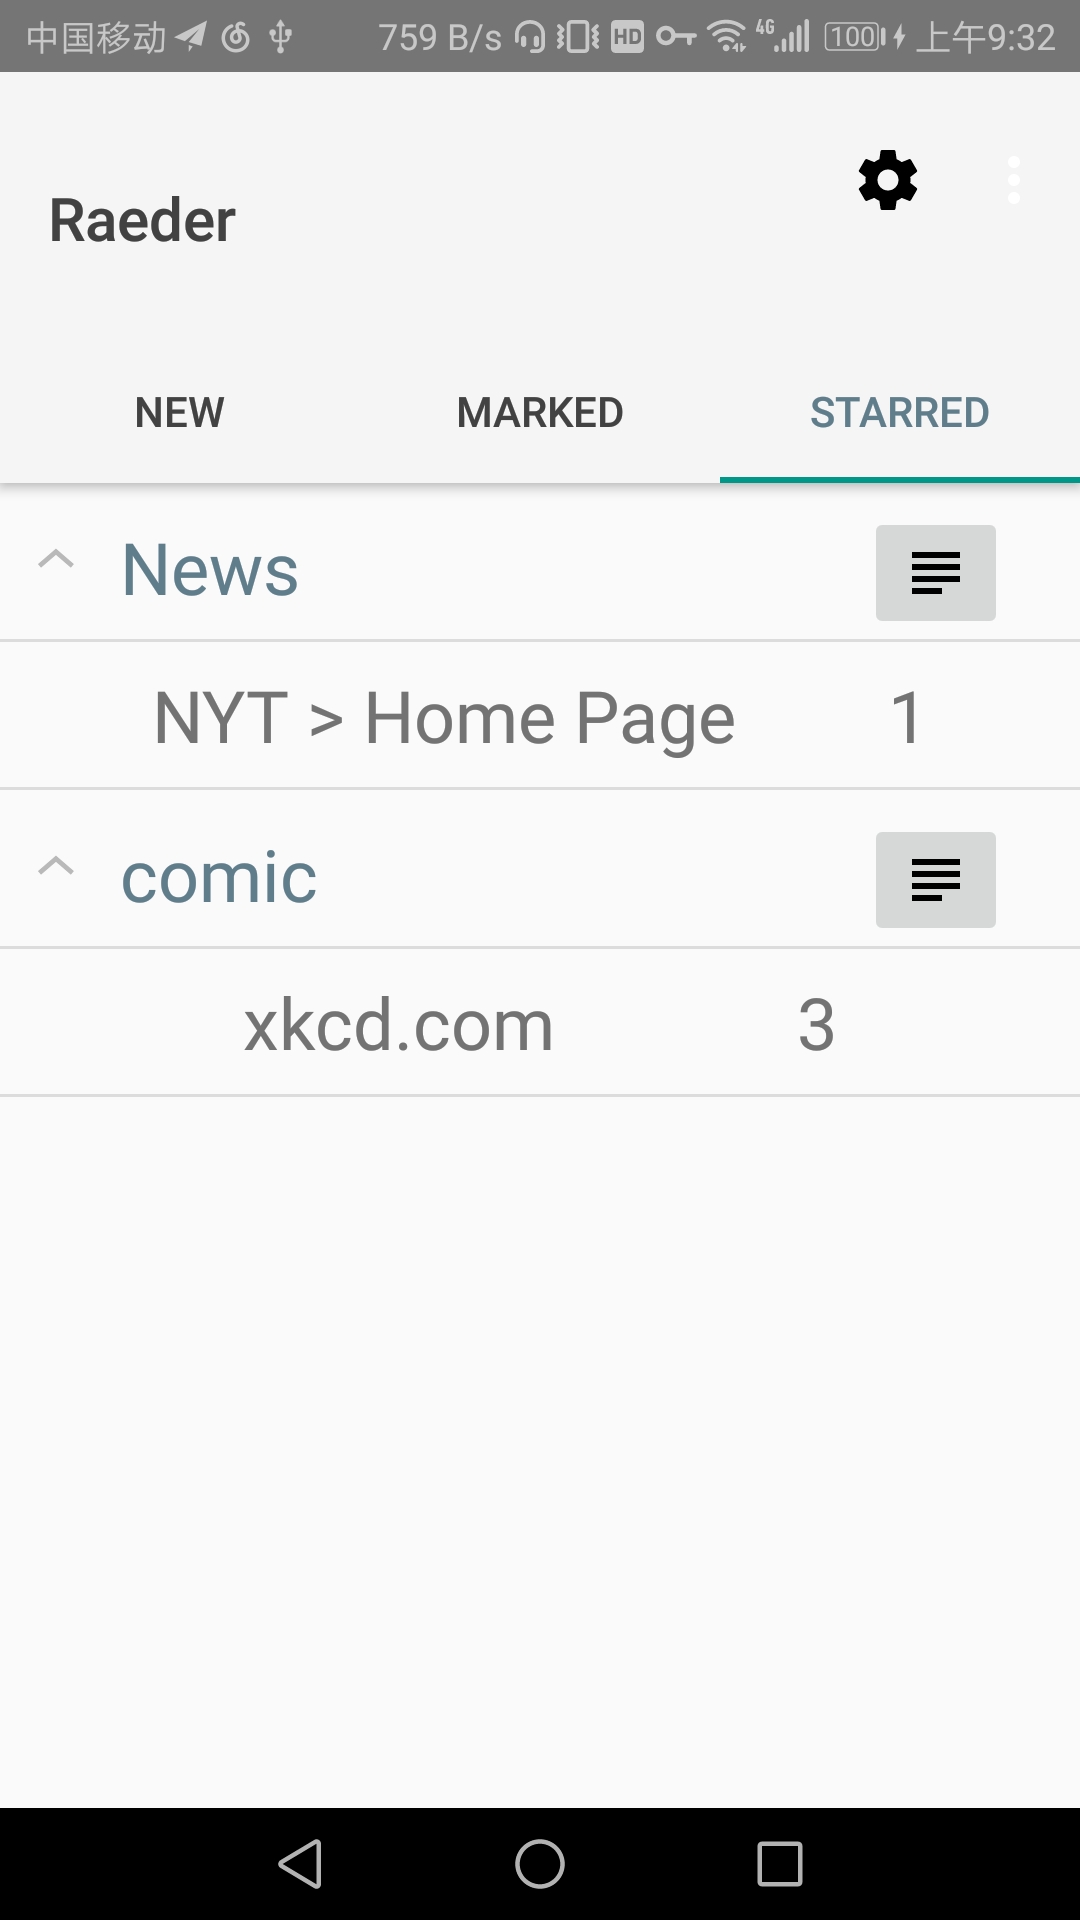 中国移动 759 B/s HD 4G 100 上午9:32
Raeder
NEW MARKED STARRED
News
NYT > Home Page 1
comic
xkcd.com 3